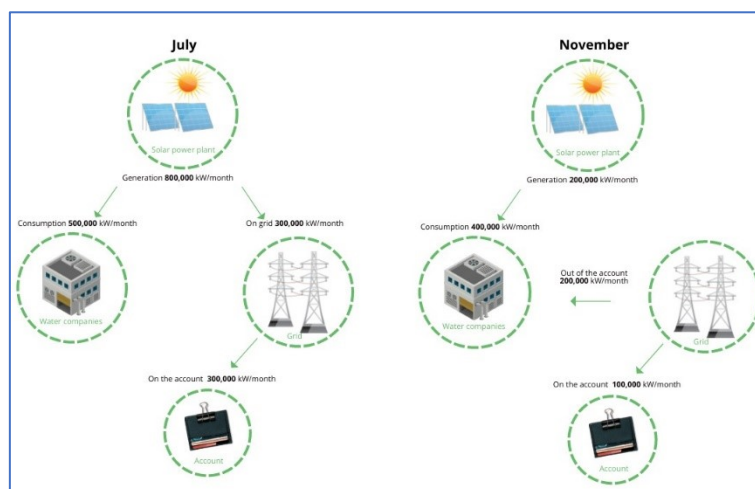 July
November
Solar power plant
Solar power plant
Generation 800,000 kW/month
Generation 200,000 kW/month
Consumption 500,000 kW/month
On grid 300,000 kW/month
Consumption 400,000 kW/month
Out of the account
200,000 kW/month
Water companies
Grid
Water companies
Grid
On the account 300,000 kW/month
On the account 100,000 kW/month
Account
Account